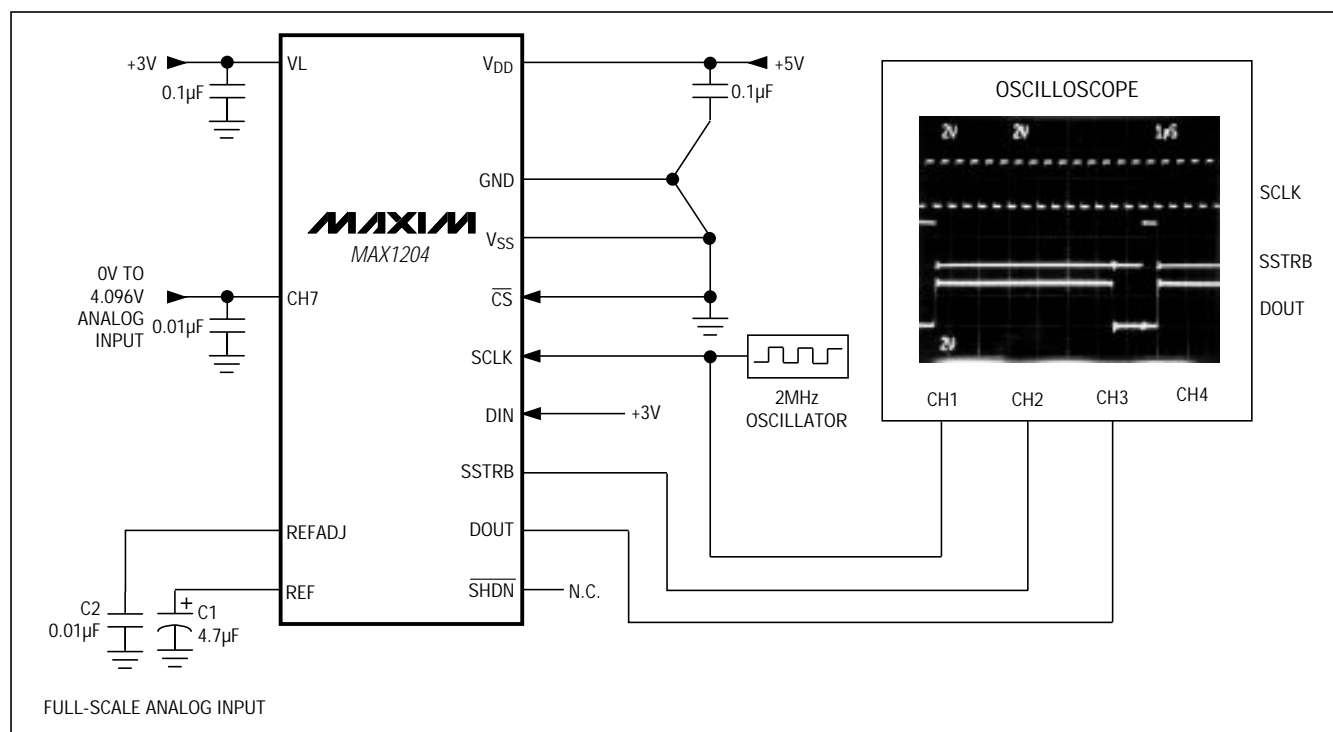 +3V
VL
0.1µF
VDD
+5V
0.1µF
GND
MAXIM
MAX1204
VSS
0V TO
4.096V
ANALOG
INPUT
0.01µF
CH7
CS
SCLK
2MHz
OSCILLATOR
DIN
+3V
SSTRB
DOUT
SHDN
N.C.
REFADJ
REF
C2
0.01µF
+
C1
4.7µF
FULL-SCALE ANALOG INPUT
OSCILLOSCOPE
2V
2V
1µS
SCLK
SSTRB
DOUT
2V
CH1
CH2
CH3
CH4